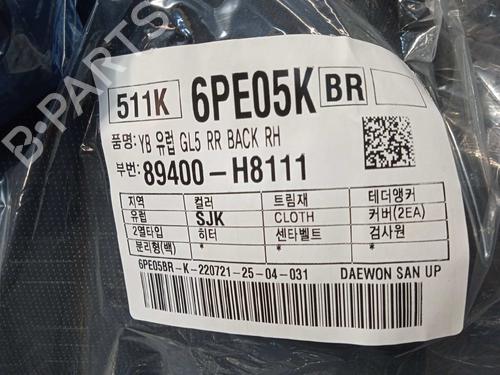 511K 6PE05K BR
품명: YB 유럽 GL5 RR BACK RH
부번: 89400-H8111
지역 컬러 트림재 테더앵커
유럽 SJK CLOTH 커버(2EA)
2열타입 히터 센타벨트 검사원
분리형(백) * * *
6PE05BR-K-220721-25-04-031 DAEWON SAN UP
B-PARTS